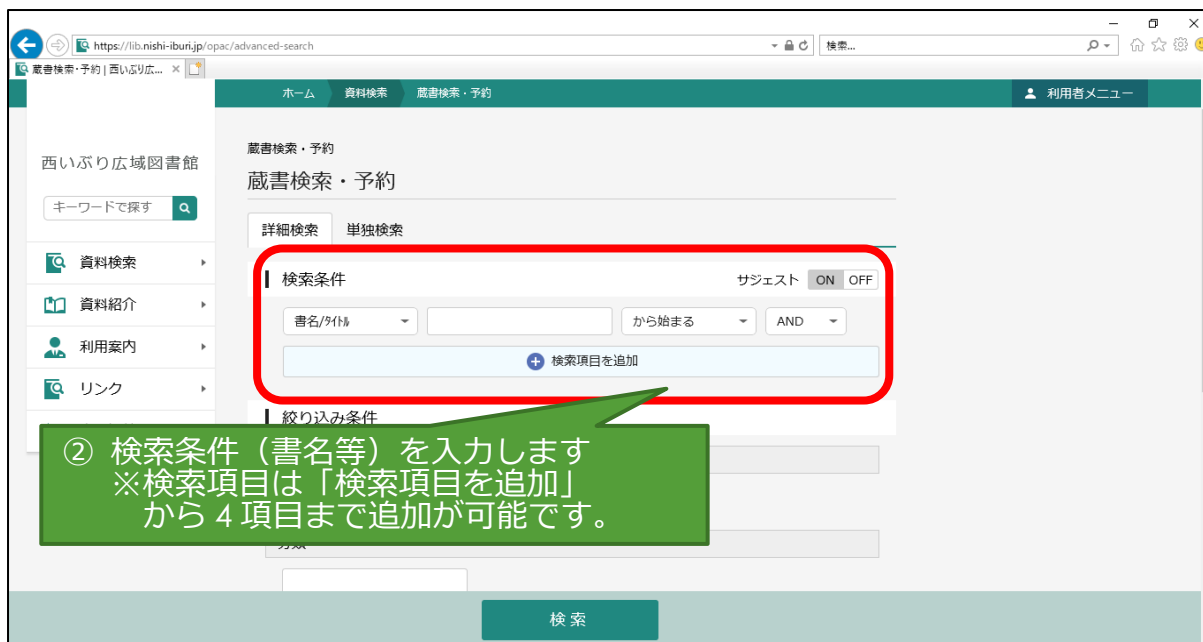 https://lib.nishi-iburi.jp/opac/advanced-search
検索...
蔵書検索・予約 | 西いぶり広...
ホーム 資料検索 蔵書検索・予約
利用者メニュー
西いぶり広域図書館
キーワードで探す
資料検索
資料紹介
利用案内
リンク
蔵書検索・予約
蔵書検索・予約
詳細検索 単独検索
検索条件
サジェスト ON OFF
書名/タイトル から始まる AND
検索項目を追加
絞り込み条件
② 検索条件（書名等）を入力します
※検索項目は「検索項目を追加」
から４項目まで追加が可能です。
検索